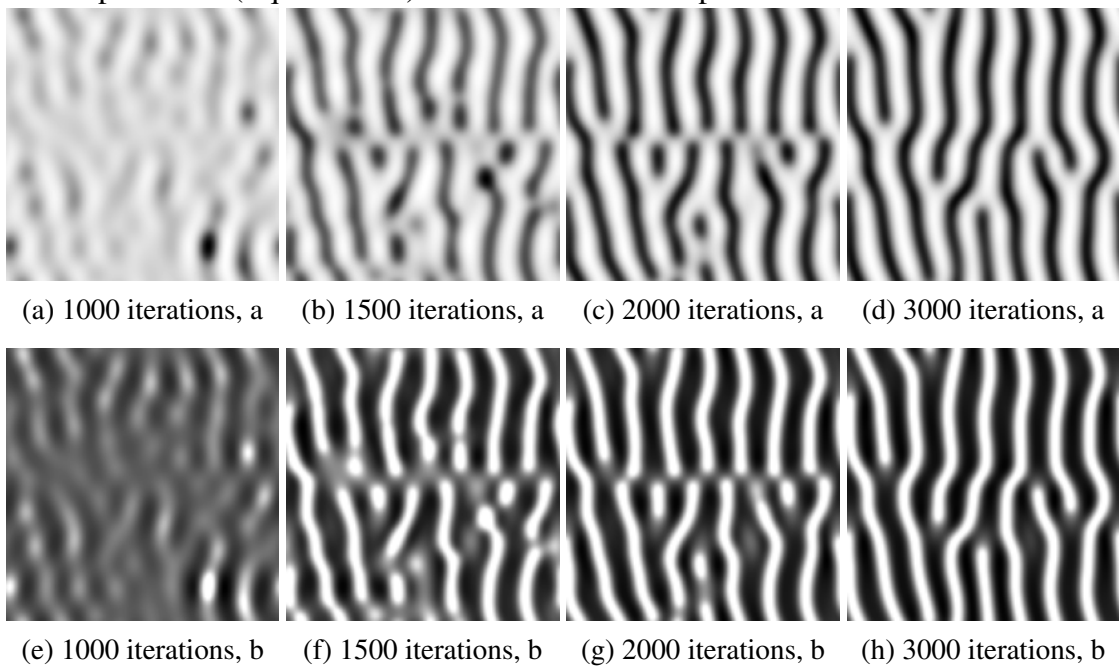 (a) 1000 iterations, a (b) 1500 iterations, a (c) 2000 iterations, a (d) 3000 iterations, a
(e) 1000 iterations, b (f) 1500 iterations, b (g) 2000 iterations, b (h) 3000 iterations, b